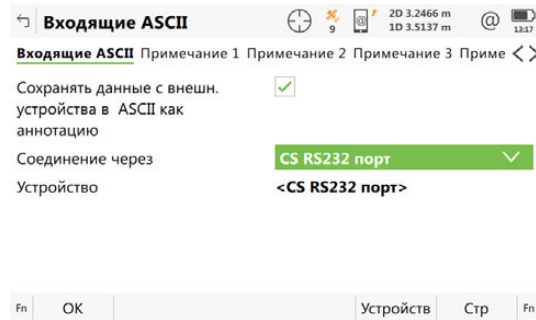 Входящие ASCII
9
@
2D 3.2466 m
1D 3.5137 m
@
13:17
Входящие ASCII Примечание 1 Примечание 2 Примечание 3 Приме
Сохранять данные с внешн.
устройства в ASCII как
аннотацию
Соединение через CS RS232 порт
Устройство <CS RS232 порт>
Fn OK Устройств Стр Fn